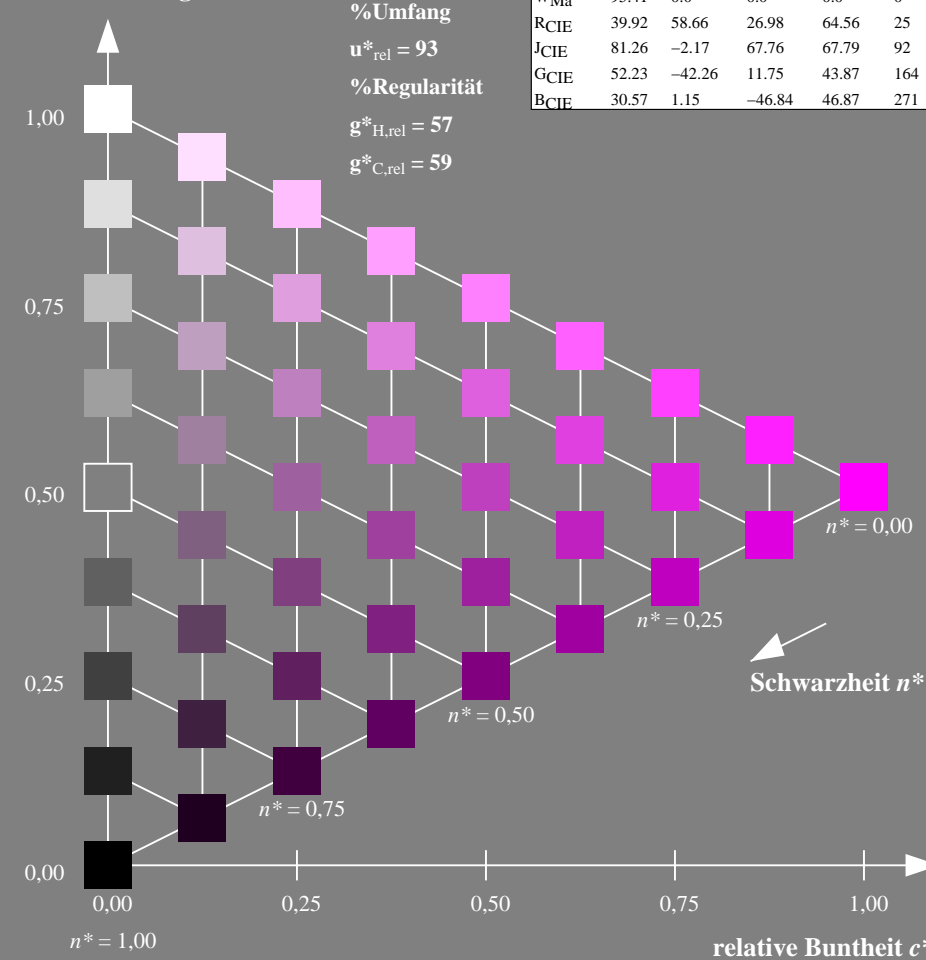 %Umfang
u*rel = 93
%Regularität
g*H,rel = 57
g*C,rel = 59
RCIE 39.92 58.66 26.98 64.56 25
JCIE 81.26 −2.17 67.76 67.79 92
GCIE 52.23 −42.26 11.75 43.87 164
BCIE 30.57 1.15 −46.84 46.87 271
1,00
0,75
0,50
n* = 0,00
n* = 0,25
0,25
Schwarzheit n*
n* = 0,50
n* = 0,75
0,00
0,00 0,25 0,50 0,75 1,00
n* = 1,00
relative Buntheit c*